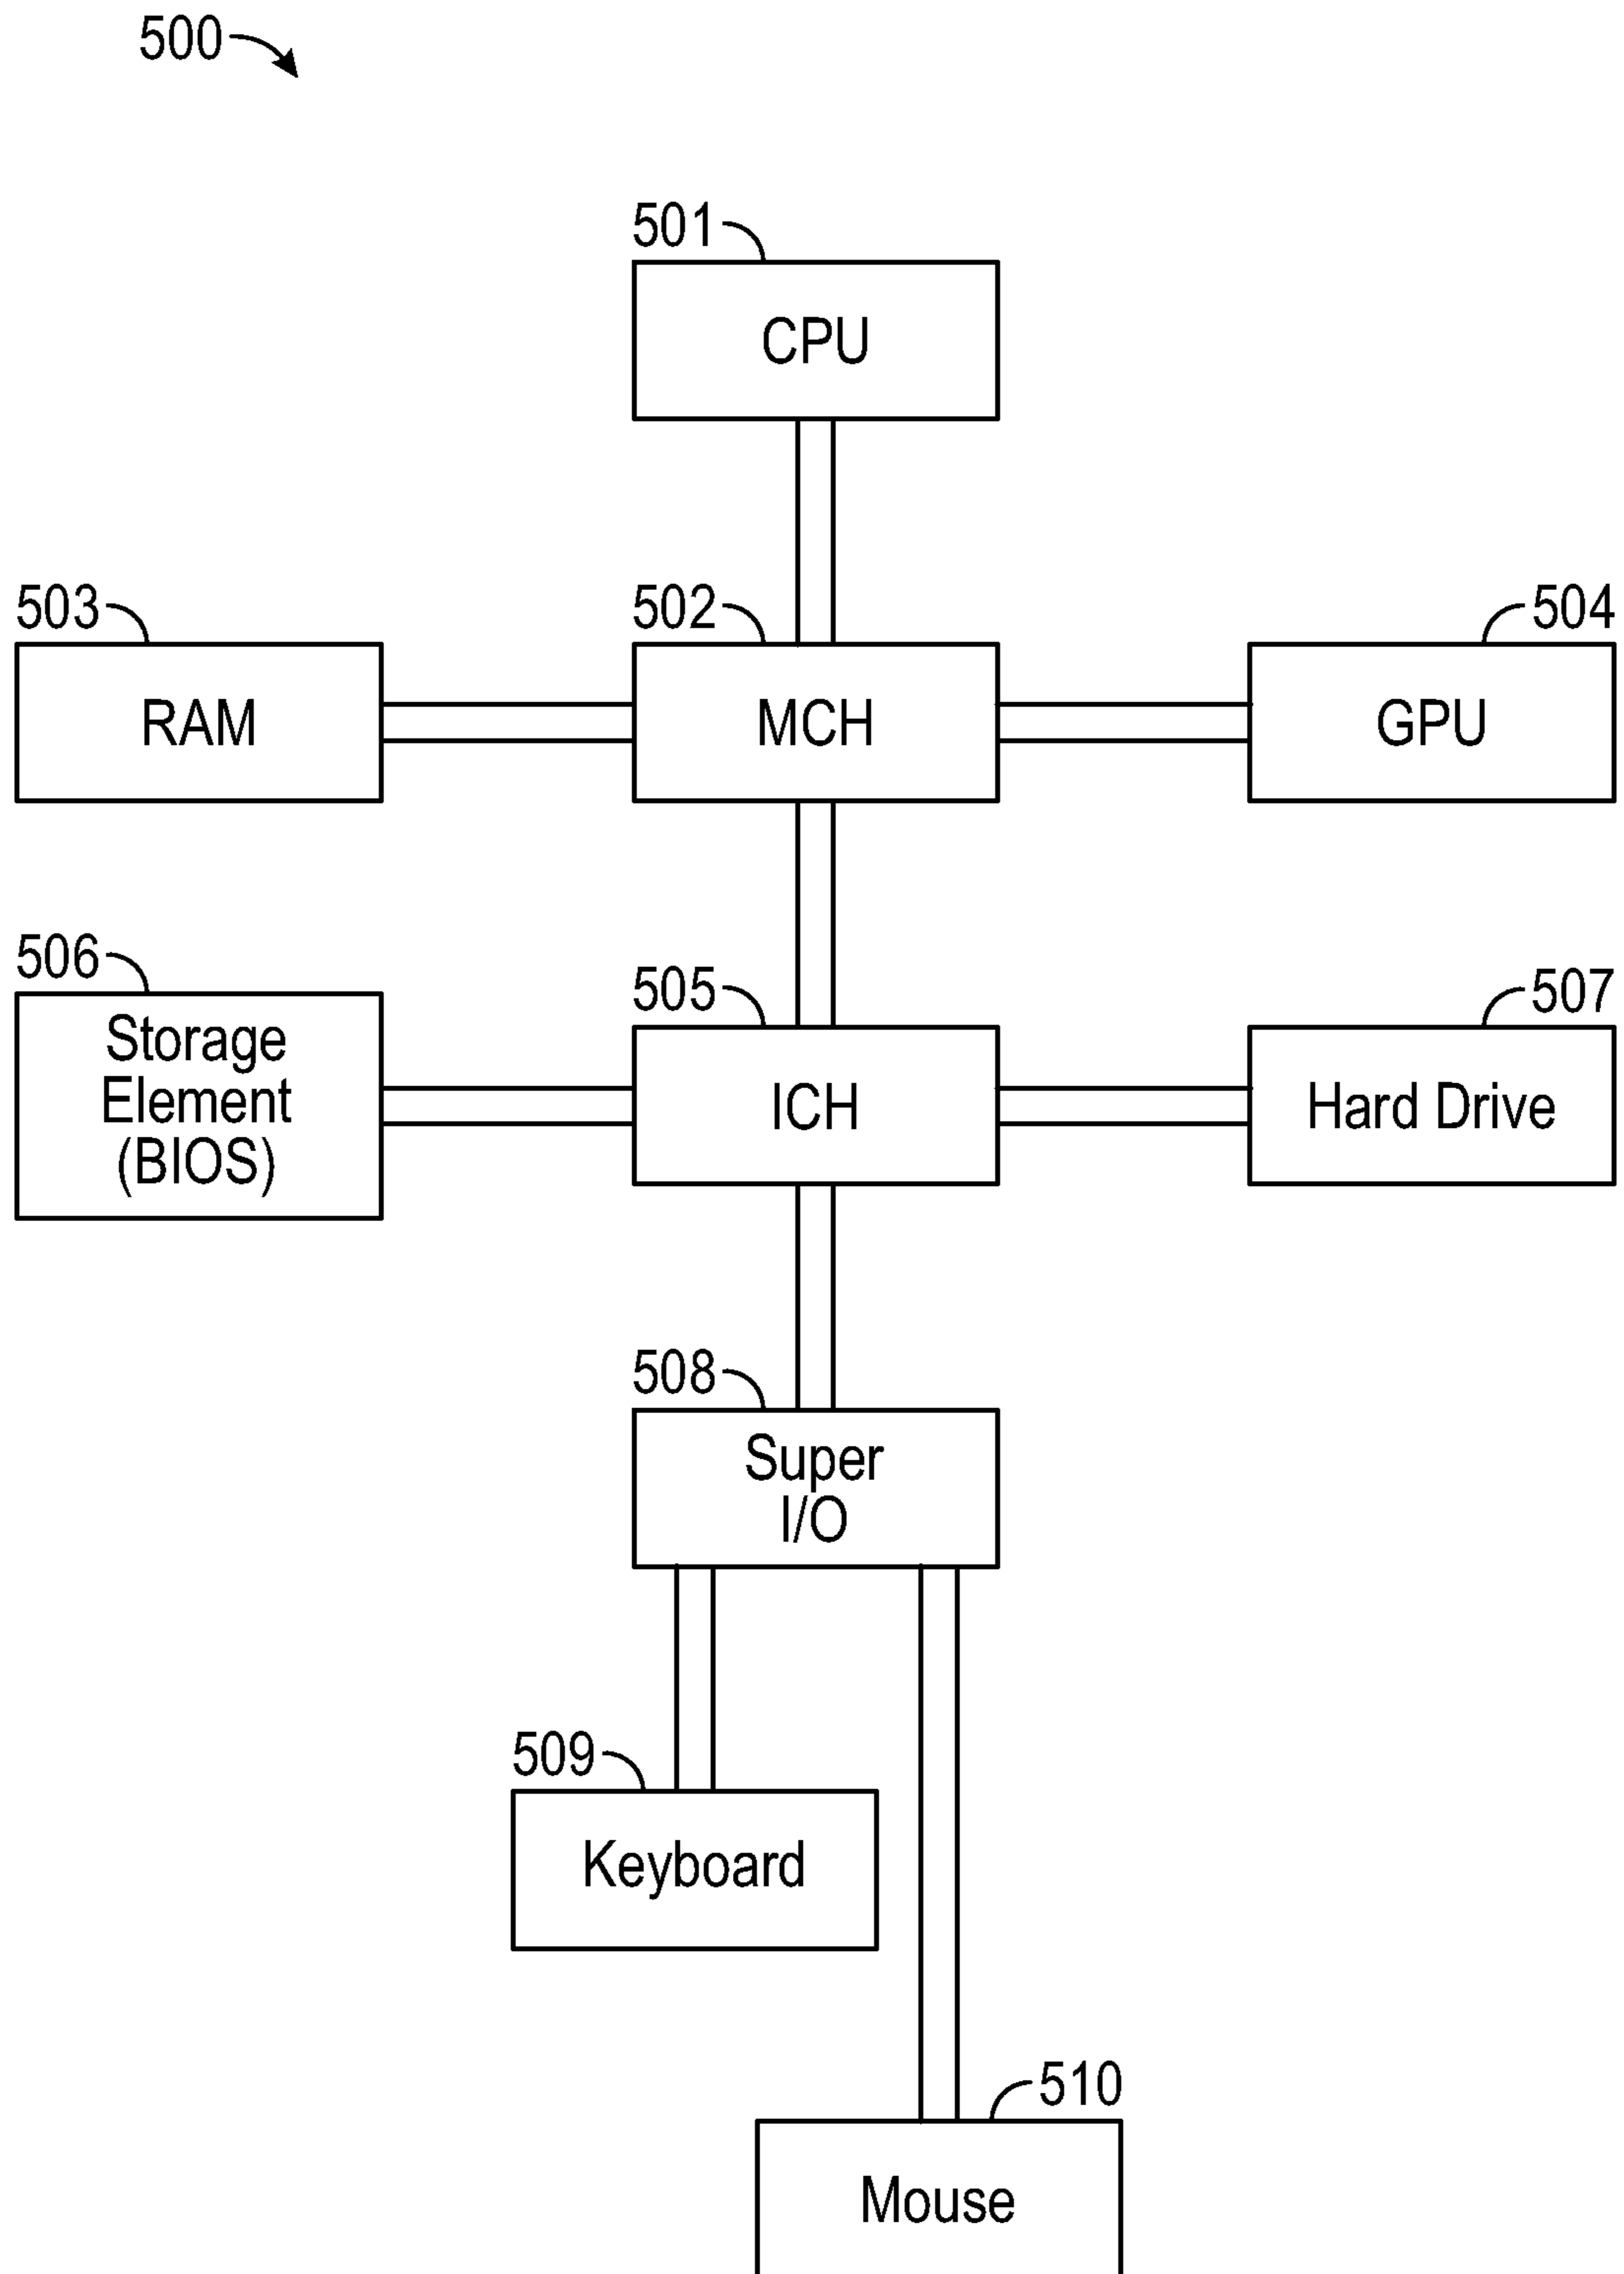 500
501
CPU
503
502
504
RAM
MCH
GPU
506
505
507
Storage
Element
(BIOS)
ICH
Hard Drive
508
Super
I/O
509
Keyboard
510
Mouse